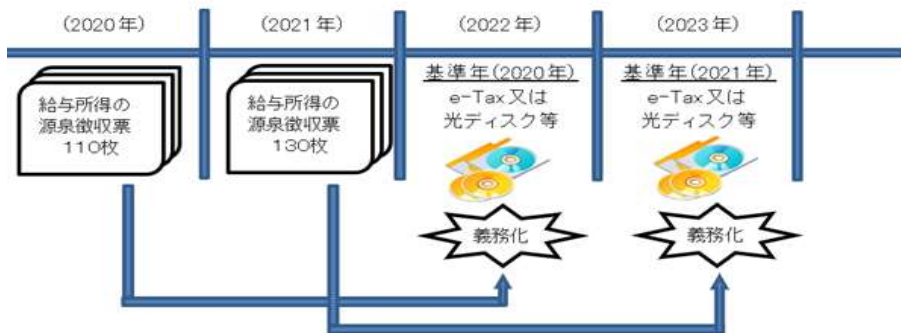 (2020年)
(2021年)
(2022年)
(2023年)
給与所得の
源泉徴収票
110枚
給与所得の
源泉徴収票
130枚
基準年(2020年)
e-Tax又は
光ディスク等
義務化
基準年(2021年)
e-Tax又は
光ディスク等
義務化